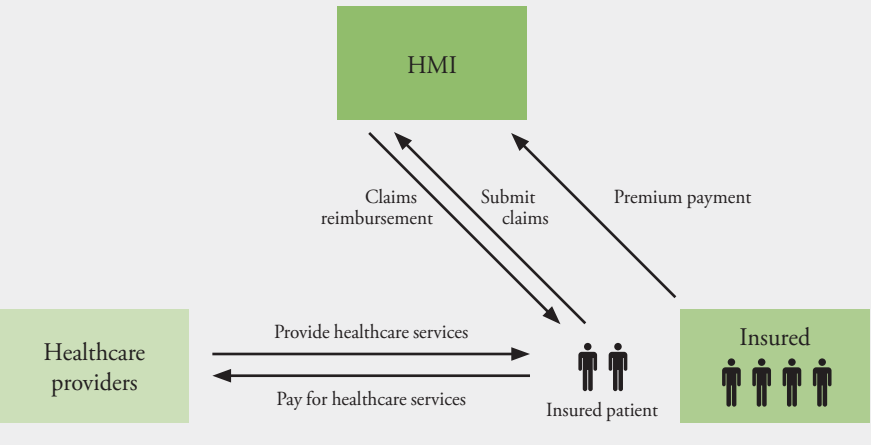 HMI
Claims
reimbursement
Submit
claims
Premium payment
Healthcare
providers
Provide healthcare services
Pay for healthcare services
Insured patient
Insured